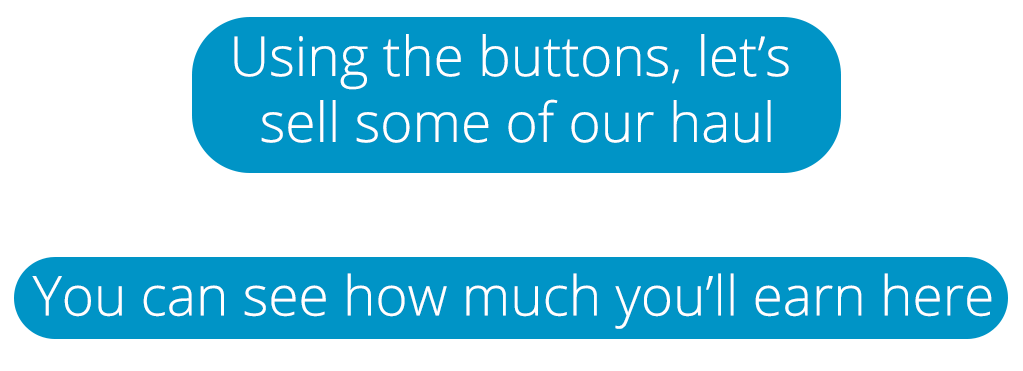 Using the buttons, let’s
sell some of our haul
You can see how much you’ll earn here